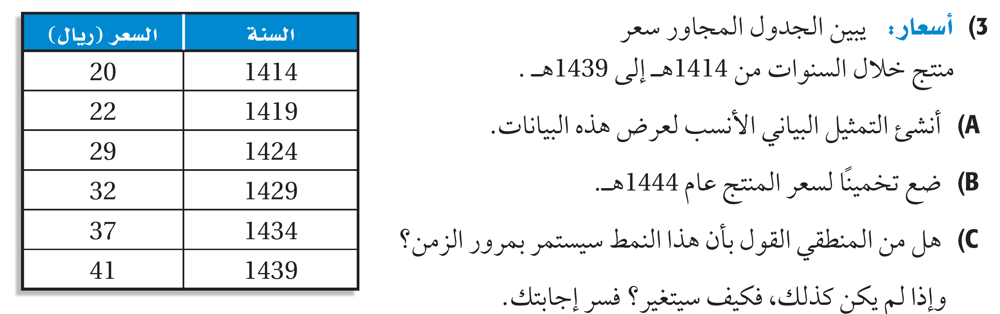 3) أسعار: يبين الجدول المجاور سعر
منتج خلال السنوات من 1414هـ إلى 1439هـ .
A) أنشئ التمثيل البياني الأنسب لعرض هذه البيانات.
B) ضع تخمينًا لسعر المنتج عام 1444هـ.
C) هل من المنطقي القول بأن هذا النمط سيستمر بمرور الزمن؟
وإذا لم يكن كذلك، فكيف سيتغير؟ فسر إجابتك.
السنة السعر (ريال)
1414 20
1419 22
1424 29
1429 32
1434 37
1439 41